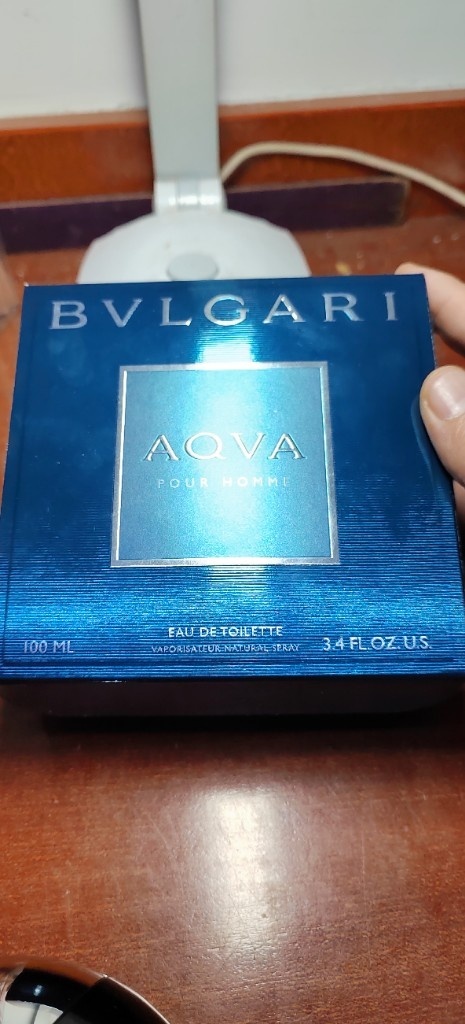 BVLGARI
AQVA
POUR HOMME
EAU DE TOILETTE
100 ML VAPORISATEUR NATURAL SPRAY 3.4 FL.OZ. U.S.